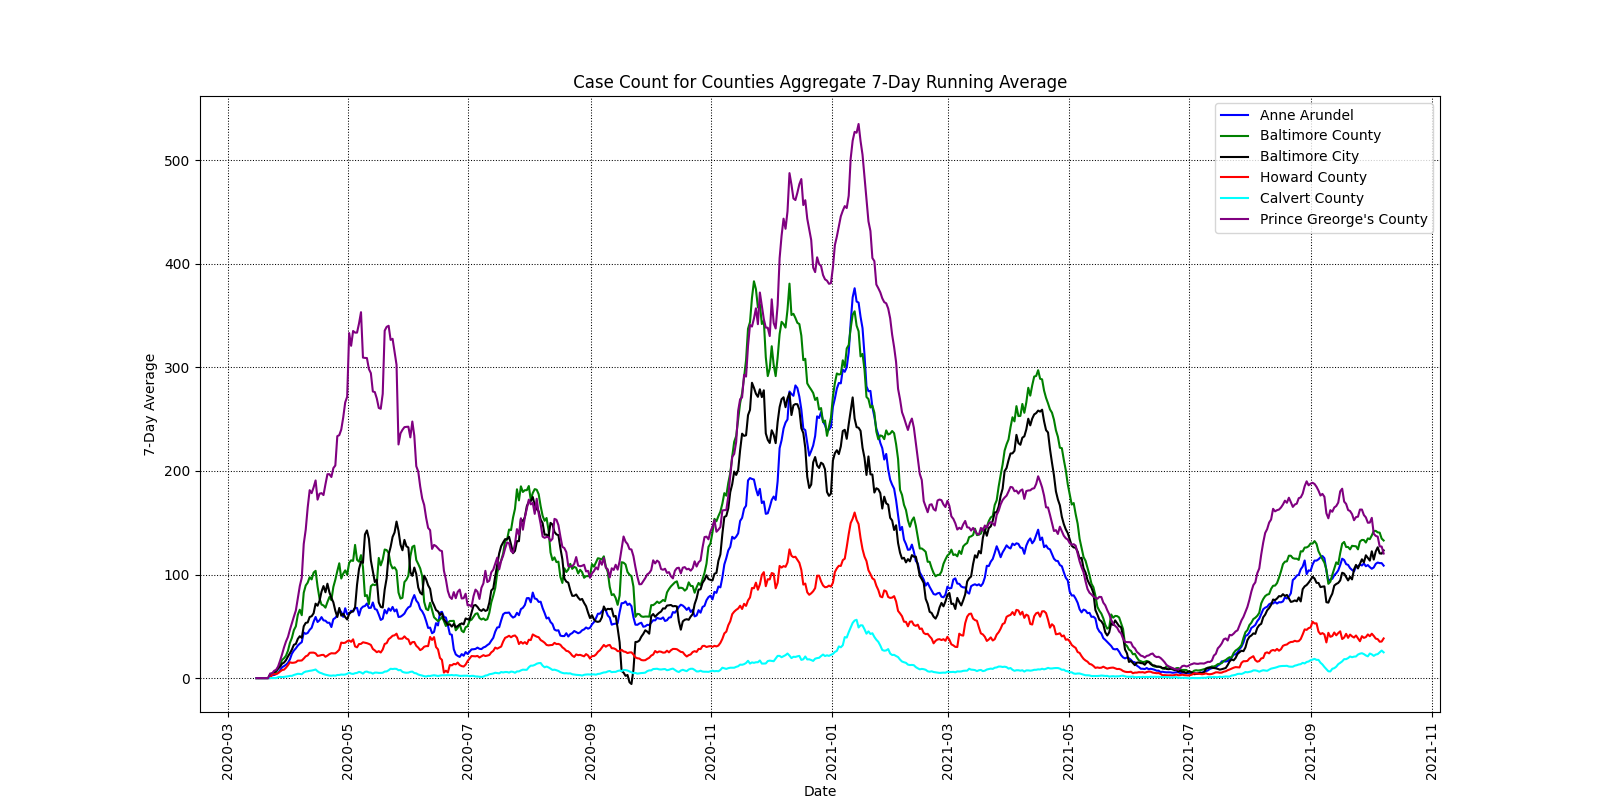 Case Count for Counties Aggregate 7-Day Running Average
Anne Arundel
Baltimore County
Baltimore City
Howard County
Calvert County
Prince Greorge's County
7-Day Average
500
400
300
200
100
0
2020-03
2020-05
2020-07
2020-09
2020-11
2021-01
2021-03
2021-05
2021-07
2021-09
2021-11
Date